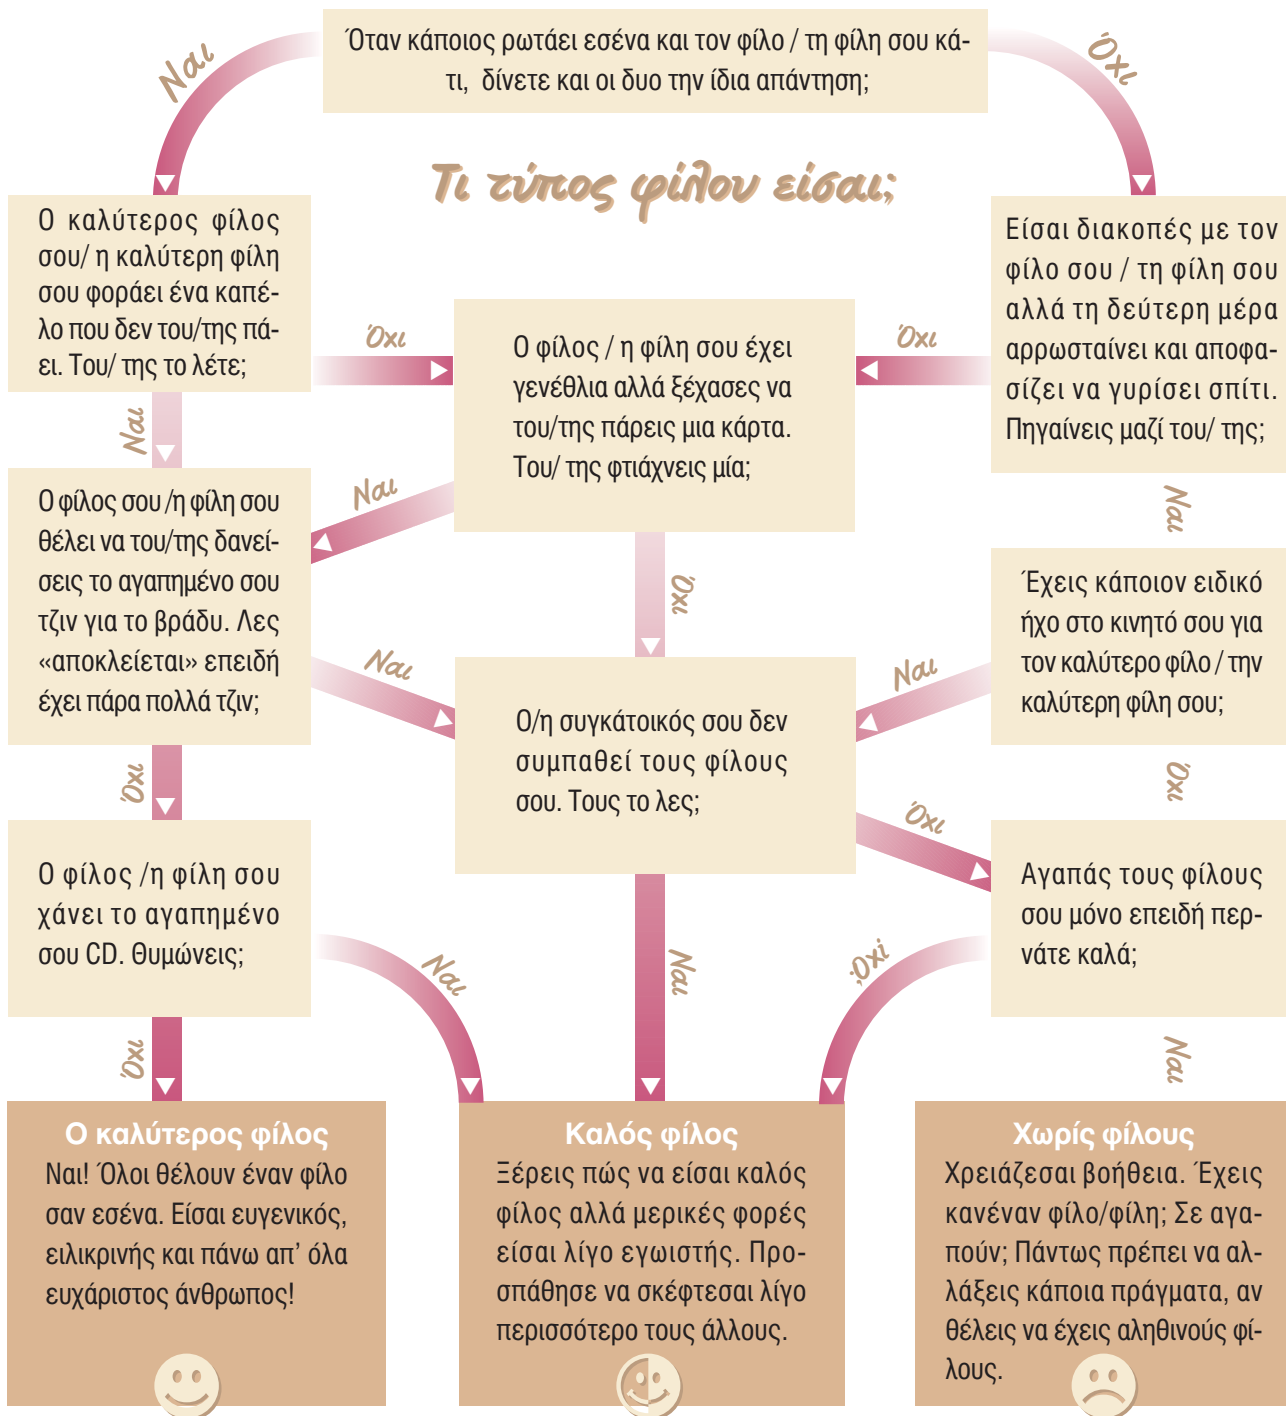 Όταν κάποιος ρωτάει εσένα και τον φίλο / τη φίλη σου κά-
τι, δίνετε και οι δυο την ίδια απάντηση;
Ναι
Όχι
Τι τύπος φίλου είσαι;
Ο καλύτερος φίλος
σου/ η καλύτερη φίλη
σου φοράει ένα καπέ-
λο που δεν του/της πά-
ει. Του/ της το λέτε;
Όχι
Ναι
Ο φίλος / η φίλη σου έχει
γενέθλια αλλά ξέχασες να
του/της πάρεις μια κάρτα.
Του/ της φτιάχνεις μία;
Ναι
Όχι
Είσαι διακοπές με τον
φίλο σου / τη φίλη σου
αλλά τη δεύτερη μέρα
αρρωσταίνει και αποφα-
σίζει να γυρίσει σπίτι.
Πηγαίνεις μαζί του/ της;
Όχι
Ναι
Ο φίλος σου /η φίλη σου
θέλει να του/της δανεί-
σεις το αγαπημένο σου
τζιν για το βράδυ. Λες
«αποκλείεται» επειδή
έχει πάρα πολλά τζιν;
Ναι
Όχι
Ο/η συγκάτοικός σου δεν
συμπαθεί τους φίλους
σου. Τους το λες;
Όχι
Ναι
Έχεις κάποιον ειδικό
ήχο στο κινητό σου για
τον καλύτερο φίλο / την
καλύτερη φίλη σου;
Ναι
Όχι
Ο φίλος /η φίλη σου
χάνει το αγαπημένο
σου CD. Θυμώνεις;
Ναι
Όχι
Αγαπάς τους φίλους
σου μόνο επειδή περ-
νάτε καλά;
Όχι
Ναι
Ο καλύτερος φίλος
Ναι! Όλοι θέλουν έναν φίλο
σαν εσένα. Είσαι ευγενικός,
ειλικρινής και πάνω απ’ όλα
ευχάριστος άνθρωπος!
Καλός φίλος
Ξέρεις πώς να είσαι καλός
φίλος αλλά μερικές φορές
είσαι λίγο εγωιστής. Προ-
σπάθησε να σκέφτεσαι λίγο
περισσότερο τους άλλους.
Χωρίς φίλους
Χρειάζεσαι βοήθεια. Έχεις
κανέναν φίλο/φίλη; Σε αγα-
πούν; Πάντως πρέπει να αλ-
λάξεις κάποια πράγματα, αν
θέλεις να έχεις αληθινούς φί-
λους.